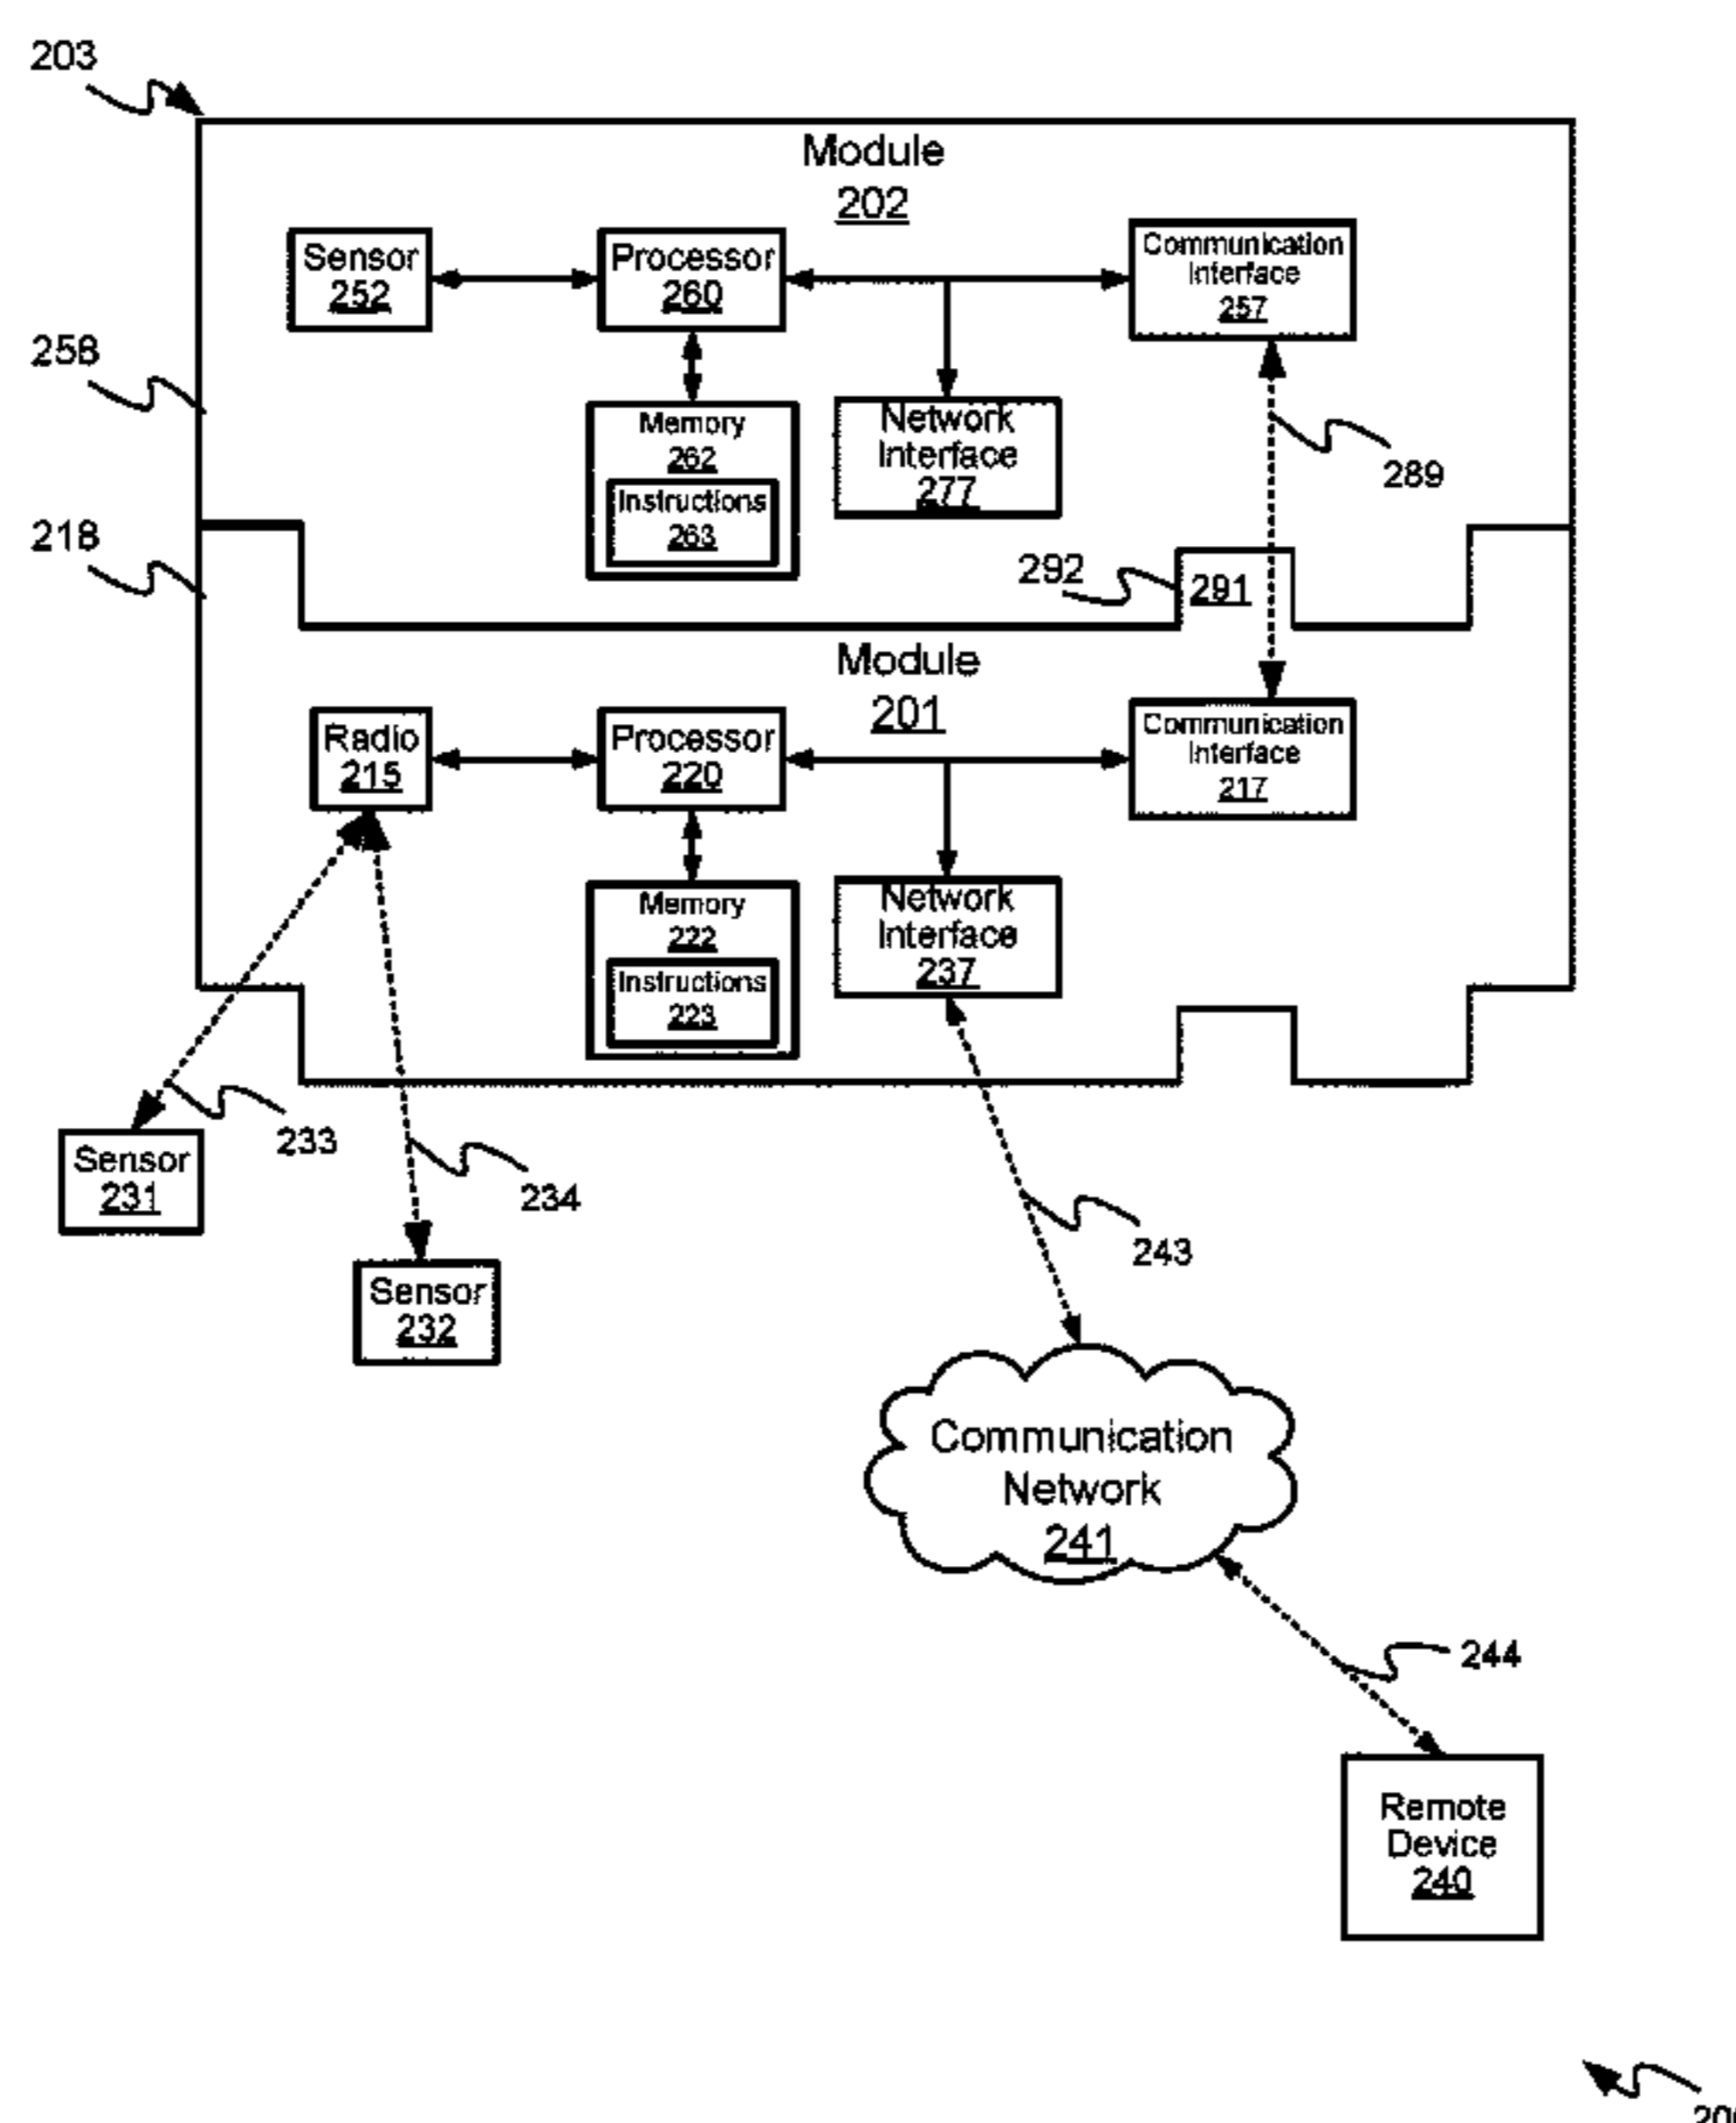 203
Module
202
Sensor
252
Processor
260
Communication
Interface
257
258
Memory
262
Instructions
263
Network
Interface
277
289
218
292
291
Module
201
Radio
215
Processor
220
Communication
Interface
217
Memory
222
Instructions
223
Network
Interface
237
233
Sensor
231
234
Sensor
232
243
Communication
Network
241
244
Remote
Device
240